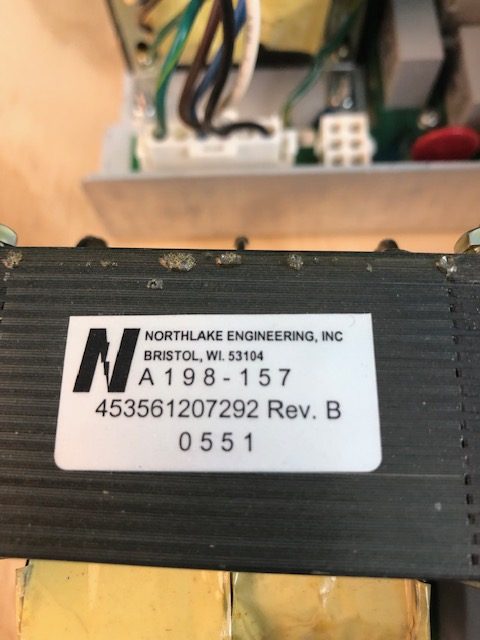 N
NORTHLAKE ENGINEERING, INC
BRISTOL, WI. 53104
A198-157
453561207292 Rev. B
0551